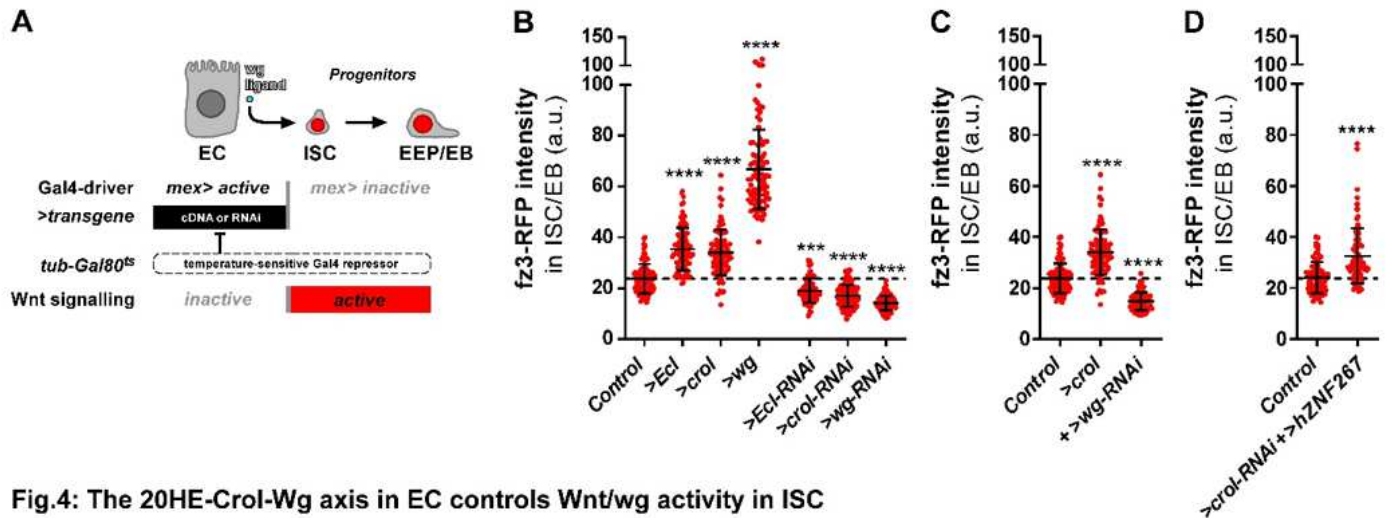 A
wg
ligand
Progenitors
EC
ISC
EEP/EB
Gal4-driver
mex> active
mex> inactive
>transgene
cDNA or RNAi
tub-Gal80ts
temperature-sensitive Gal4 repressor
Wnt signalling
inactive
active
B
fz3-RFP intensity
in ISC/EB (a.u.)
150
100
100
80
60
40
20
0
****
****
****
***
****
****
Control
>EcI
>crol
>wg
>EcI-RNAi
>crol-RNAi
>wg-RNAi
C
fz3-RFP intensity
in ISC/EB (a.u.)
150
100
100
80
60
40
20
0
****
****
Control
>crol
+>wg-RNAi
D
fz3-RFP intensity
in ISC/EB (a.u.)
150
100
100
80
60
40
20
0
****
Control
>crol-RNAi+>hZNF267
Fig.4: The 20HE-Crol-Wg axis in EC controls Wnt/wg activity in ISC